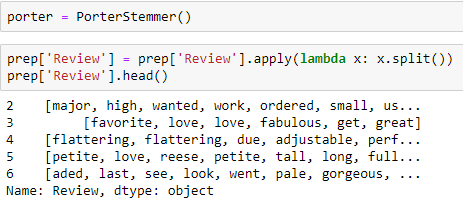 porter = PorterStemmer()
prep['Review'] = prep['Review'].apply(lambda x: x.split())
prep['Review'].head()
2    [major, high, wanted, work, ordered, small, us...
3         [favorite, love, love, fabulous, get, great]
4    [flattering, flattering, due, adjustable, perf...
5    [petite, love, reese, petite, tall, long, full...
6    [aded, last, see, look, went, pale, gorgeous, ...
Name: Review, dtype: object